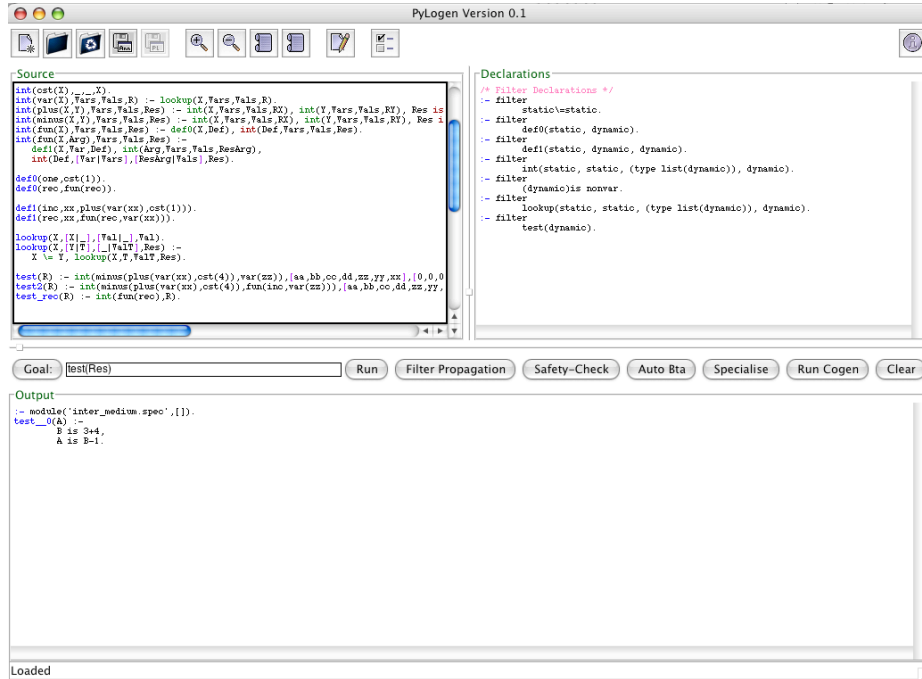 PyLogen Version 0.1
Source
int(cst(X),_,_,X).
int(var(X),Vars,Vals,R) :- lookup(X,Vars,Vals,R).
int(plus(X,Y),Vars,Vals,Res) :- int(X,Vars,Vals,RX), int(Y,Vars,Vals,RY), Res is
int(minus(X,Y),Vars,Vals,Res) :- int(X,Vars,Vals,RX), int(Y,Vars,Vals,RY), Res i
int(fun(X),Vars,Vals,Res) :- def0(X,Def), int(Def,Vars,Vals,Res).
int(fun(X,Arg),Vars,Vals,Res) :-
def1(X,Var,Def), int(Arg,Vars,Vals,ResArg),
int(Def,[Var|Vars],[ResArg|Vals],Res).
def0(one,cst(1)).
def0(rec,fun(rec)).
def1(inc,xx,plus(var(xx),cst(1))).
def1(rec,xx,fun(rec,var(xx))).
lookup(X,[X|_],[Val|_],Val).
lookup(X,[Y|T],[_|ValT],Res) :-
X \= Y, lookup(X,T,ValT,Res).
test(R) :- int(minus(plus(var(xx),cst(4)),var(zz)),[aa,bb,cc,dd,zz,yy,xx],[0,0,0
test2(R) :- int(minus(plus(var(xx),cst(4)),fun(inc,var(zz))),[aa,bb,cc,dd,zz,yy,
test_rec(R) :- int(fun(rec),R).
Declarations
/* Filter Declarations */
:- filter
static\=static.
:- filter
def0(static, dynamic).
:- filter
def1(static, dynamic, dynamic).
:- filter
int(static, static, (type list(dynamic)), dynamic).
:- filter
(dynamic)is nonvar.
:- filter
lookup(static, static, (type list(dynamic)), dynamic).
:- filter
test(dynamic).
Goal: test(Res) Run Filter Propagation Safety-Check Auto Bta Specialise Run Cogen Clear
Output
:- module('inter_medium.spec',[]).
test__0(A) :-
B is 3+4,
A is B-1.
Loaded